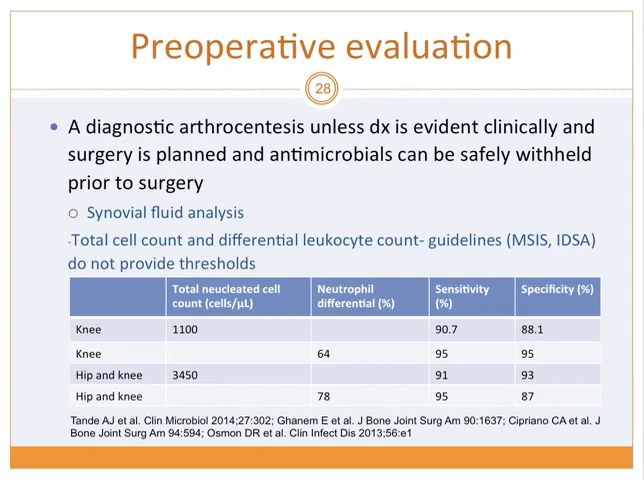 Preoperative evaluation
28
• A diagnostic arthrocentesis unless dx is evident clinically and
surgery is planned and antimicrobials can be safely withheld
prior to surgery
○ Synovial fluid analysis
-Total cell count and differential leukocyte count- guidelines (MSIS, IDSA)
do not provide thresholds
Total neucleated cell count (cells/µL) Neutrophil differential (%) Sensitivity (%) Specificity (%)
Knee 1100 90.7 88.1
Knee 64 95 95
Hip and knee 3450 91 93
Hip and knee 78 95 87
Tande AJ et al. Clin Microbiol 2014;27:302; Ghanem E et al. J Bone Joint Surg Am 90:1637; Cipriano CA et al. J
Bone Joint Surg Am 94:594; Osmon DR et al. Clin Infect Dis 2013;56:e1